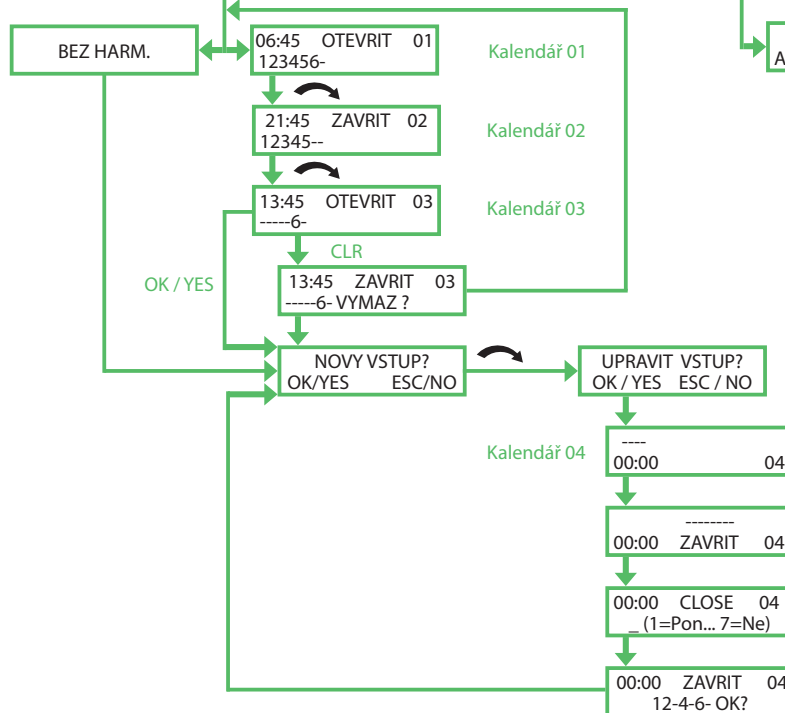 BEZ HARM.
06:45 OTEVRIT 01
123456-
Kalendář 01
A
21:45 ZAVRIT 02
12345--
Kalendář 02
13:45 OTEVRIT 03
-----6-
Kalendář 03
CLR
OK / YES
13:45 ZAVRIT 03
-----6- VYMAZ ?
NOVY VSTUP?
OK/YES ESC/NO
UPRAVIT VSTUP?
OK / YES ESC / NO
Kalendář 04
----
00:00 04
--------
00:00 ZAVRIT 04
00:00 CLOSE 04
_ (1=Pon... 7=Ne)
00:00 ZAVRIT 04
12-4-6- OK?